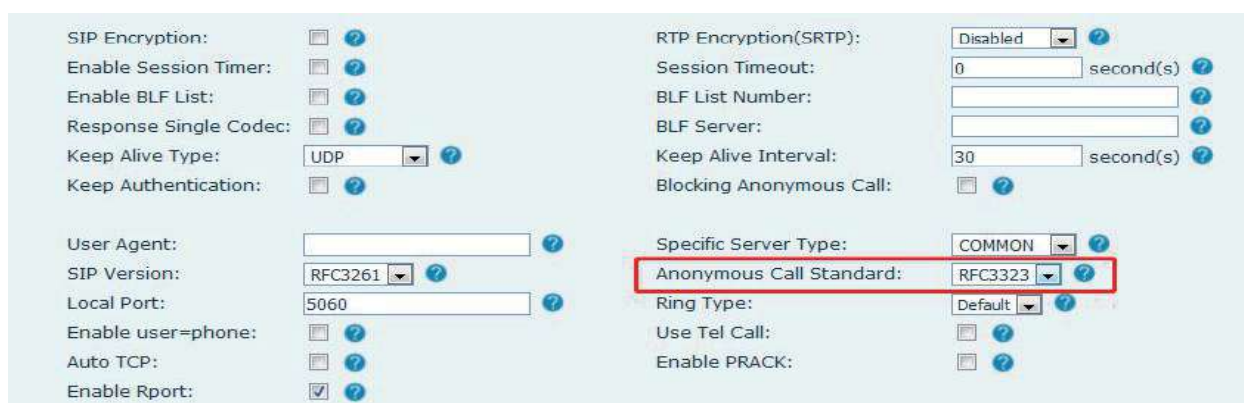 SIP Encryption: RTP Encryption(SRTP): Disabled
Enable Session Timer: Session Timeout: 0 second(s)
Enable BLF List: BLF List Number:
Response Single Codec: BLF Server:
Keep Alive Type: UDP Keep Alive Interval: 30 second(s)
Keep Authentication: Blocking Anonymous Call:
User Agent: Specific Server Type: COMMON
SIP Version: RFC3261 Anonymous Call Standard: RFC3323
Local Port: 5060 Ring Type: Default
Enable user=phone: Use Tel Call:
Auto TCP: Enable PRACK:
Enable Rport: